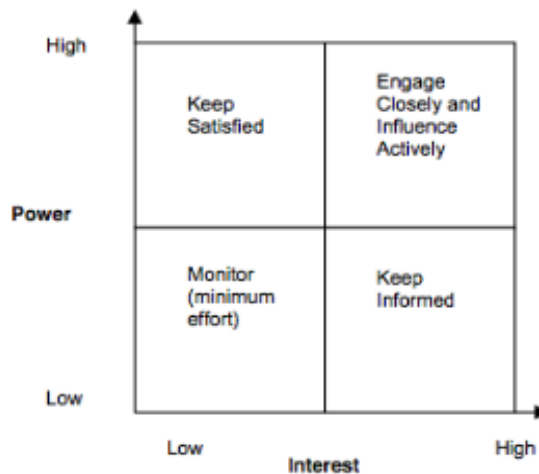 High
Keep
Satisfied
Engage
Closely and
Influence
Actively
Power
Monitor
(minimum
effort)
Keep
Informed
Low
Low
High
Interest